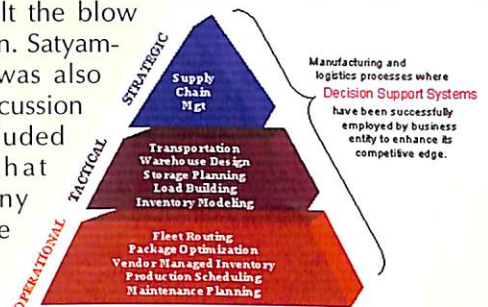 lt the blow
n. Satyam-
was also
cussion
uded
hat
ny
e
STRATEGIC
Supply
Chain
Mgt
TACTICAL
Transportation
Warehouse Design
Storage Planning
Load Building
Inventory Modeling
OPERATIONAL
Fleet Routing
Package Optimization
Vendor Managed Inventory
Production Scheduling
Maintenance Planning
Manufacturing and
logistics processes where
Decision Support Systems
have been successfully
employed by business
entity to enhance its
competitive edge.